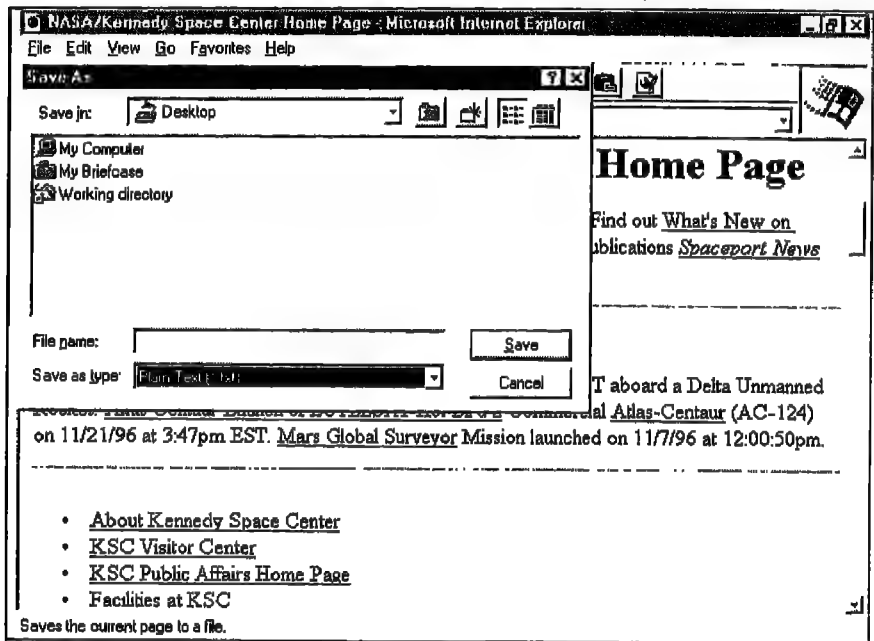 NASA/Kennedy Space Center Home Page - Microsoft Internet Explorer
File Edit View Go Favorites Help
Save As
Save in: Desktop
My Computer
My Briefcase
Working directory
File name:
Save
Save as type: Plain Text (*.txt)
Cancel
Home Page
Find out What's New on
ublications Spaceport News
T aboard a Delta Unmanned
Atlas-Centaur (AC-124)
on 11/21/96 at 3:47pm EST. Mars Global Surveyor Mission launched on 11/7/96 at 12:00:50pm.
• About Kennedy Space Center
• KSC Visitor Center
• KSC Public Affairs Home Page
• Facilities at KSC
Saves the current page to a file.